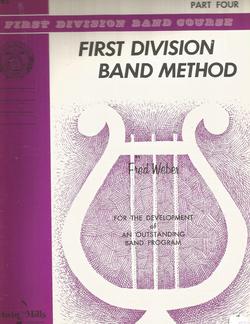 PART FOUR
FIRST DIVISION BAND COURSE
FIRST DIVISION
BAND METHOD
Fred Weber
FOR THE DEVELOPMENT
of
AN OUTSTANDING
BAND PROGRAM
Mills